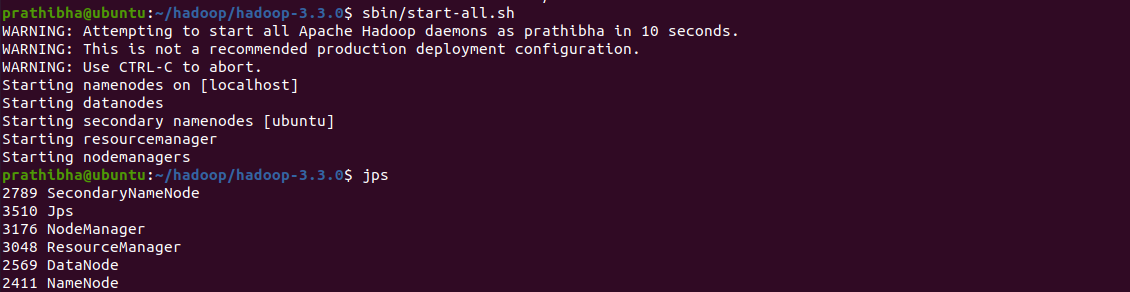 prathibha@ubuntu:~/hadoop/hadoop-3.3.0$ sbin/start-all.sh
WARNING: Attempting to start all Apache Hadoop daemons as prathibha in 10 seconds.
WARNING: This is not a recommended production deployment configuration.
WARNING: Use CTRL-C to abort.
Starting namenodes on [localhost]
Starting datanodes
Starting secondary namenodes [ubuntu]
Starting resourcemanager
Starting nodemanagers
prathibha@ubuntu:~/hadoop/hadoop-3.3.0$ jps
2789 SecondaryNameNode
3510 Jps
3176 NodeManager
3048 ResourceManager
2569 DataNode
2411 NameNode